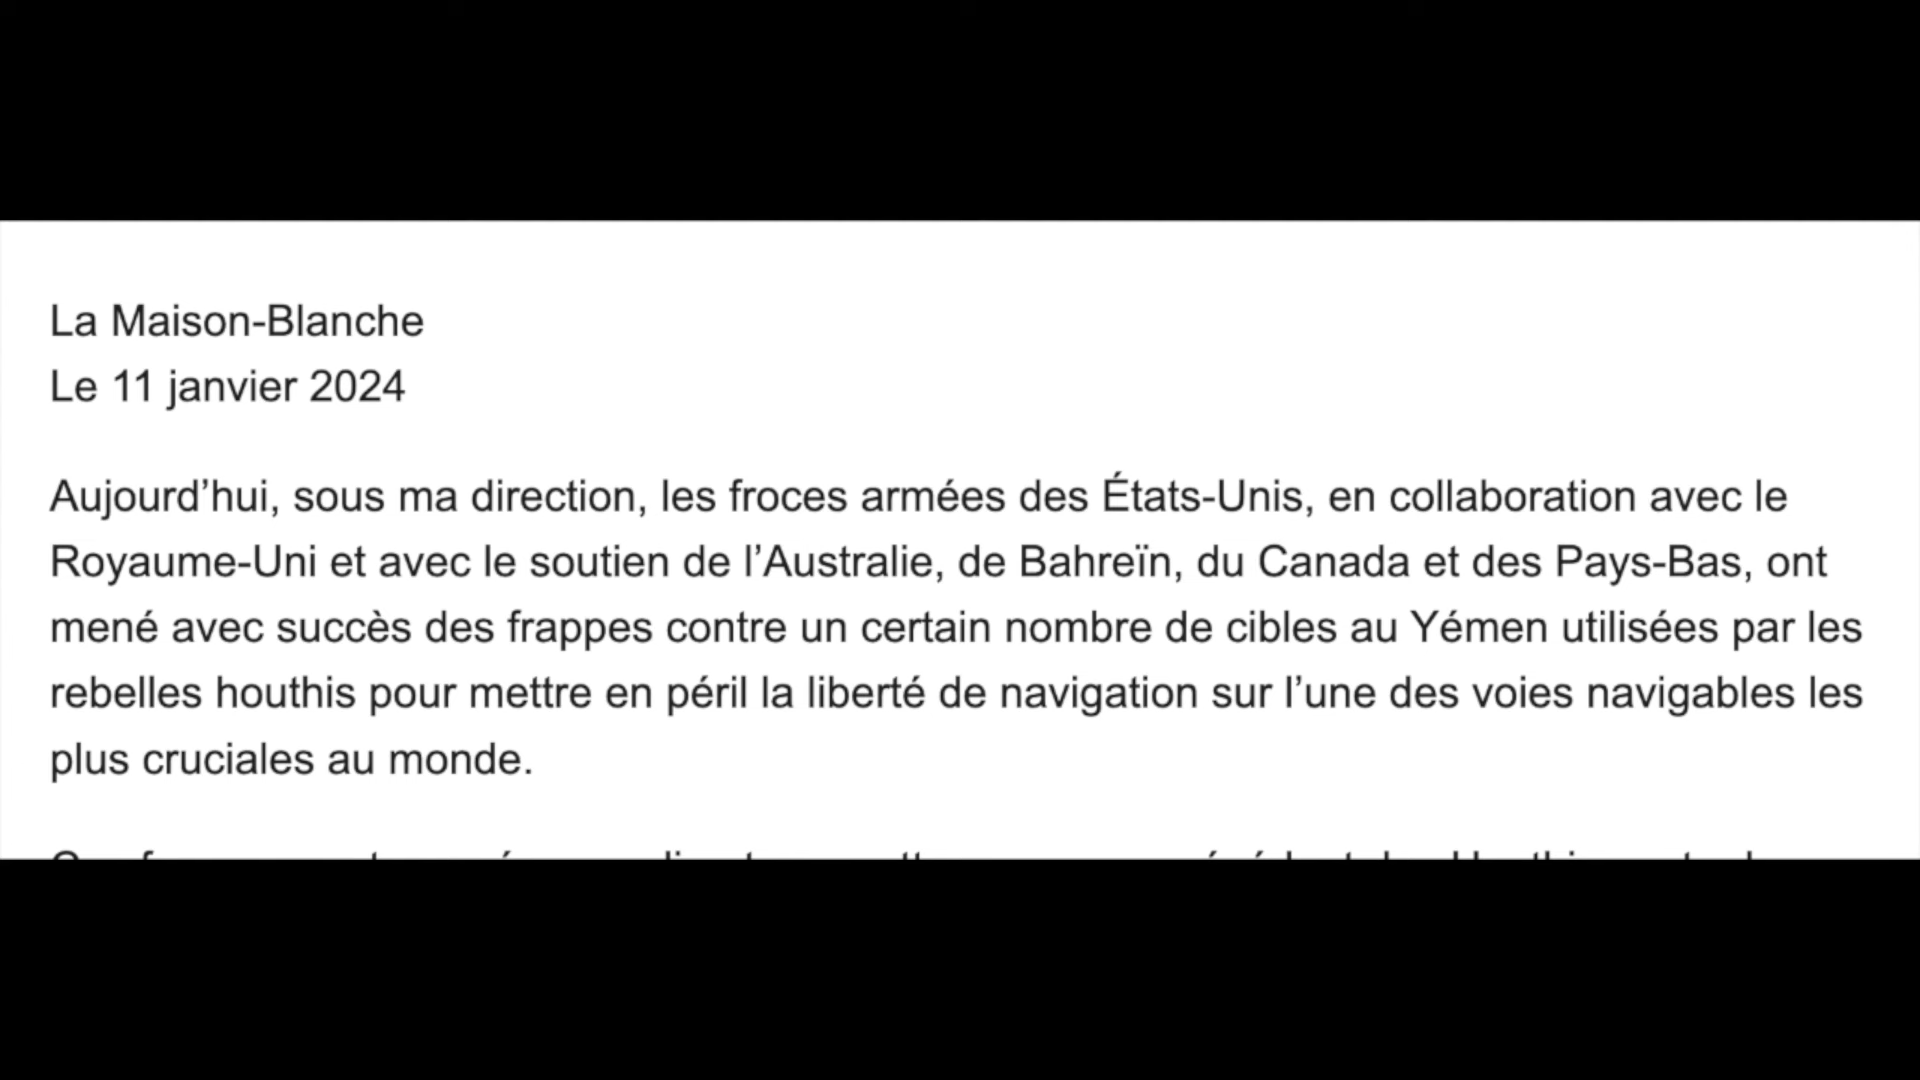 La Maison-Blanche
Le 11 janvier 2024
Aujourd’hui, sous ma direction, les froces armées des États-Unis, en collaboration avec le
Royaume-Uni et avec le soutien de l’Australie, de Bahreïn, du Canada et des Pays-Bas, ont
mené avec succès des frappes contre un certain nombre de cibles au Yémen utilisées par les
rebelles houthis pour mettre en péril la liberté de navigation sur l’une des voies navigables les
plus cruciales au monde.